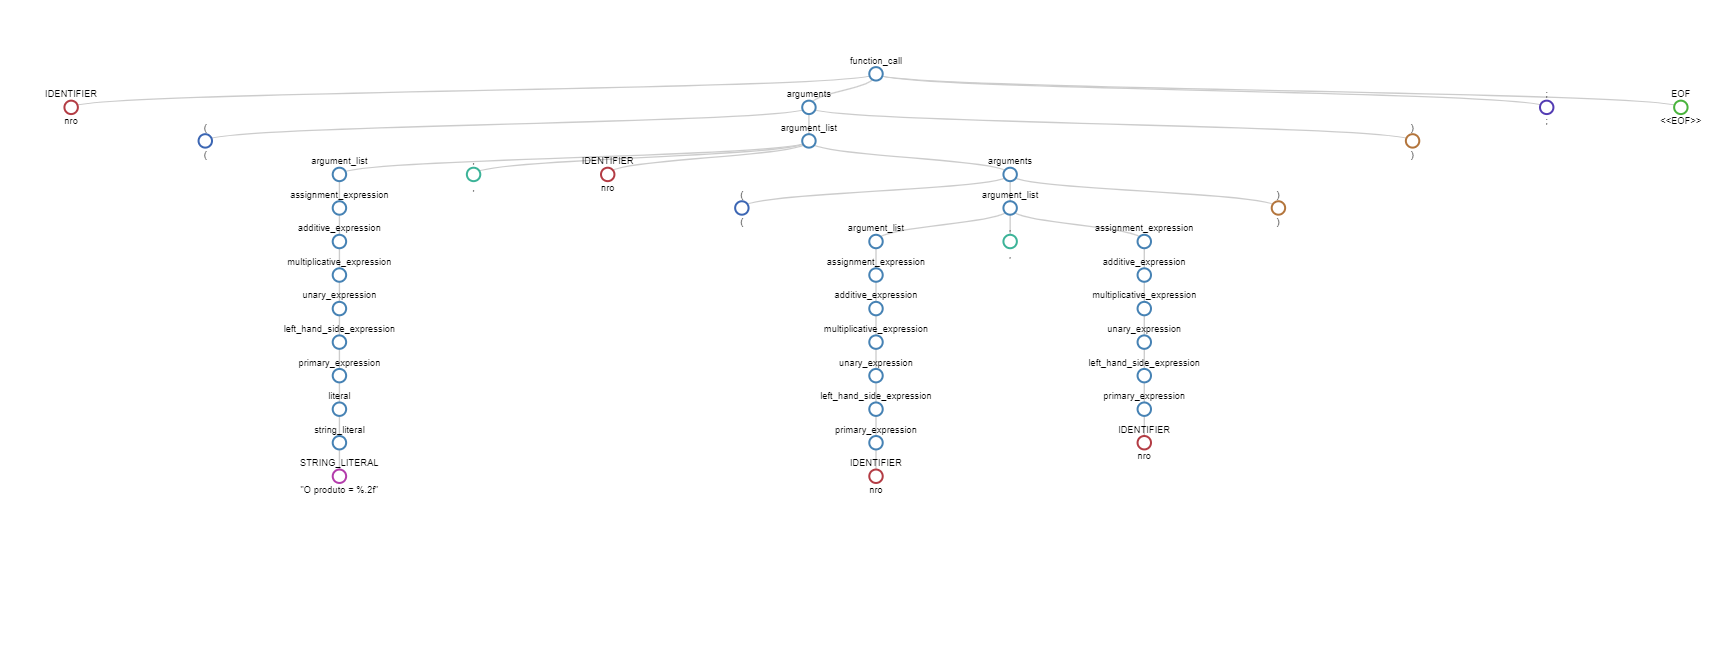 function_call
IDENTIFIER
nro
arguments
;
;
EOF
<<EOF>>
(
(
argument_list
)
)
argument_list
,
,
IDENTIFIER
nro
arguments
assignment_expression
(
(
argument_list
)
)
additive_expression
argument_list
,
,
assignment_expression
multiplicative_expression
assignment_expression
additive_expression
unary_expression
additive_expression
multiplicative_expression
left_hand_side_expression
multiplicative_expression
unary_expression
primary_expression
unary_expression
left_hand_side_expression
literal
left_hand_side_expression
primary_expression
string_literal
primary_expression
IDENTIFIER
nro
STRING_LITERAL
"O produto = %.2f"
IDENTIFIER
nro